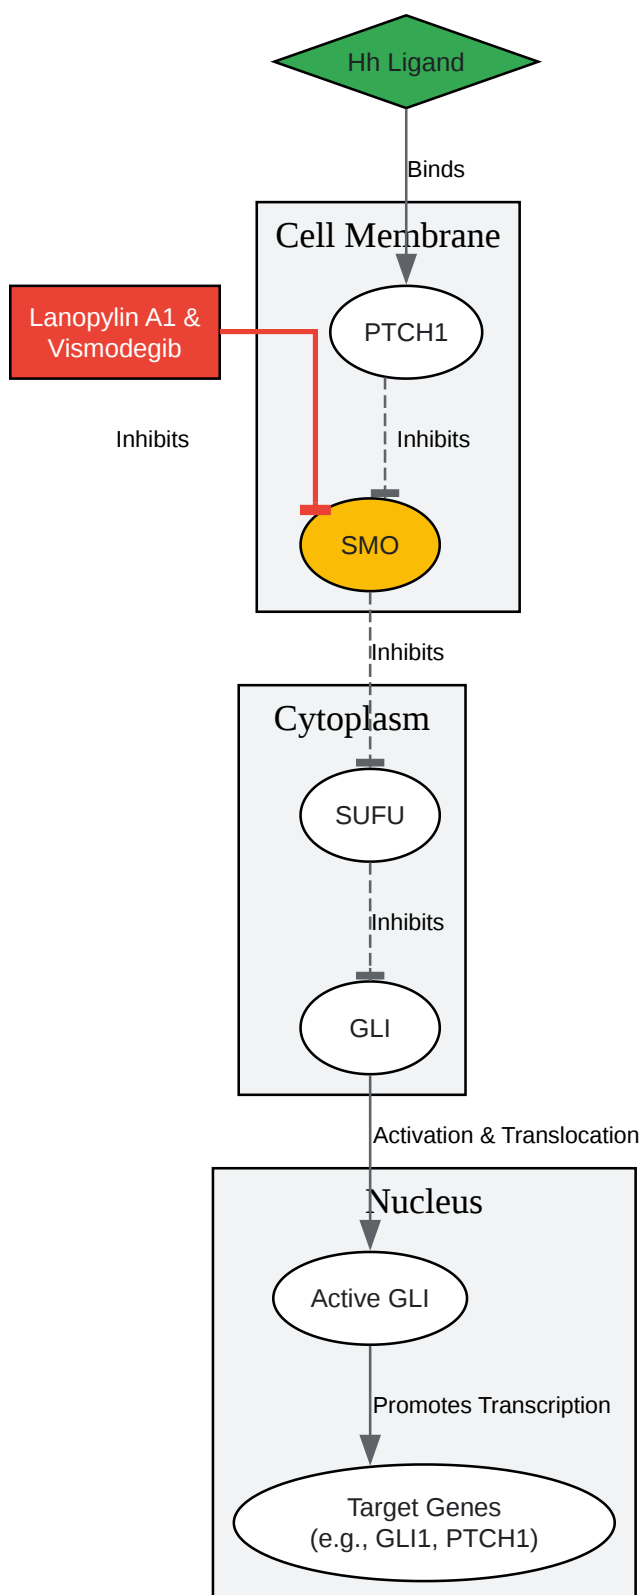 Hh Ligand
Binds
Cell Membrane
Lanopylin A1 &
Vismodegib
PTCH1
Inhibits
Inhibits
SMO
Inhibits
Cytoplasm
SUFU
Inhibits
GLI
Activation & Translocation
Nucleus
Active GLI
Promotes Transcription
Target Genes
(e.g., GLI1, PTCH1)